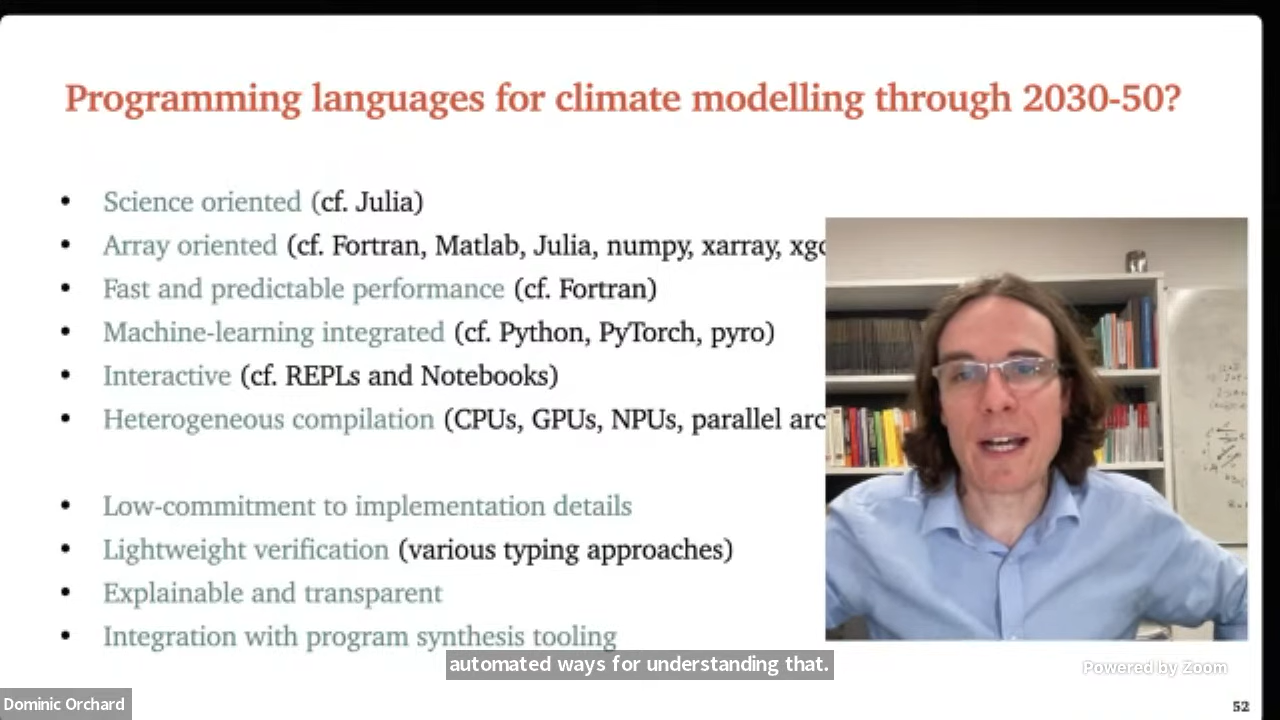 Programming languages for climate modelling through 2030-50?
• Science oriented (cf. Julia)
• Array oriented (cf. Fortran, Matlab, Julia, numpy, xarray,
• Fast and predictable performance (cf. Fortran)
• Machine-learning integrated (cf. Python, PyTorch, pyro)
• Interactive (cf. REPLs and Notebooks)
• Heterogeneous compilation (CPUs, GPUs, NPUs, parallel
• Low-commitment to implementation details
• Lightweight verification (various typing approaches)
• Explainable and transparent
• Integration with program synthesis tooling
automated ways for understanding that.
Powered by Zoom
Dominic Orchard
52